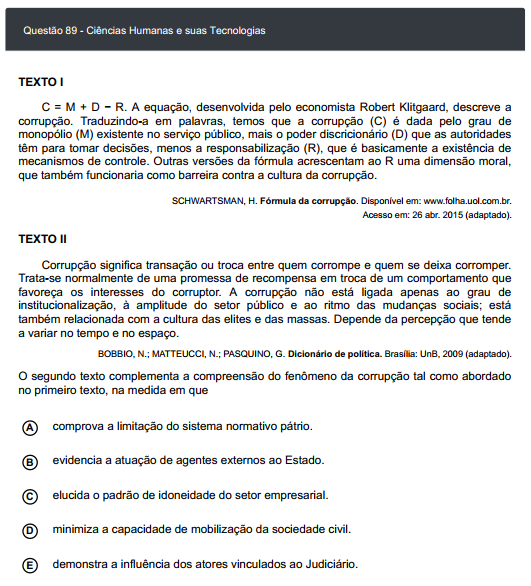 Questão 89 - Ciências Humanas e suas Tecnologias
TEXTO I
C = M + D − R. A equação, desenvolvida pelo economista Robert Klitgaard, descreve a
corrupção. Traduzindo-a em palavras, temos que a corrupção (C) é dada pelo grau de
monopólio (M) existente no serviço público, mais o poder discricionário (D) que as autoridades
têm para tomar decisões, menos a responsabilização (R), que é basicamente a existência de
mecanismos de controle. Outras versões da fórmula acrescentam ao R uma dimensão moral,
que também funcionaria como barreira contra a cultura da corrupção.
SCHWARTSMAN, H. Fórmula da corrupção. Disponível em: www.folha.uol.com.br.
Acesso em: 26 abr. 2015 (adaptado).
TEXTO II
Corrupção significa transação ou troca entre quem corrompe e quem se deixa corromper.
Trata-se normalmente de uma promessa de recompensa em troca de um comportamento que
favoreça os interesses do corruptor. A corrupção não está ligada apenas ao grau de
institucionalização, à amplitude do setor público e ao ritmo das mudanças sociais; está
também relacionada com a cultura das elites e das massas. Depende da percepção que tende
a variar no tempo e no espaço.
BOBBIO, N.; MATTEUCCI, N.; PASQUINO, G. Dicionário de política. Brasília: UnB, 2009 (adaptado).
O segundo texto complementa a compreensão do fenômeno da corrupção tal como abordado
no primeiro texto, na medida em que
A comprova a limitação do sistema normativo pátrio.
B evidencia a atuação de agentes externos ao Estado.
C elucida o padrão de idoneidade do setor empresarial.
D minimiza a capacidade de mobilização da sociedade civil.
E demonstra a influência dos atores vinculados ao Judiciário.